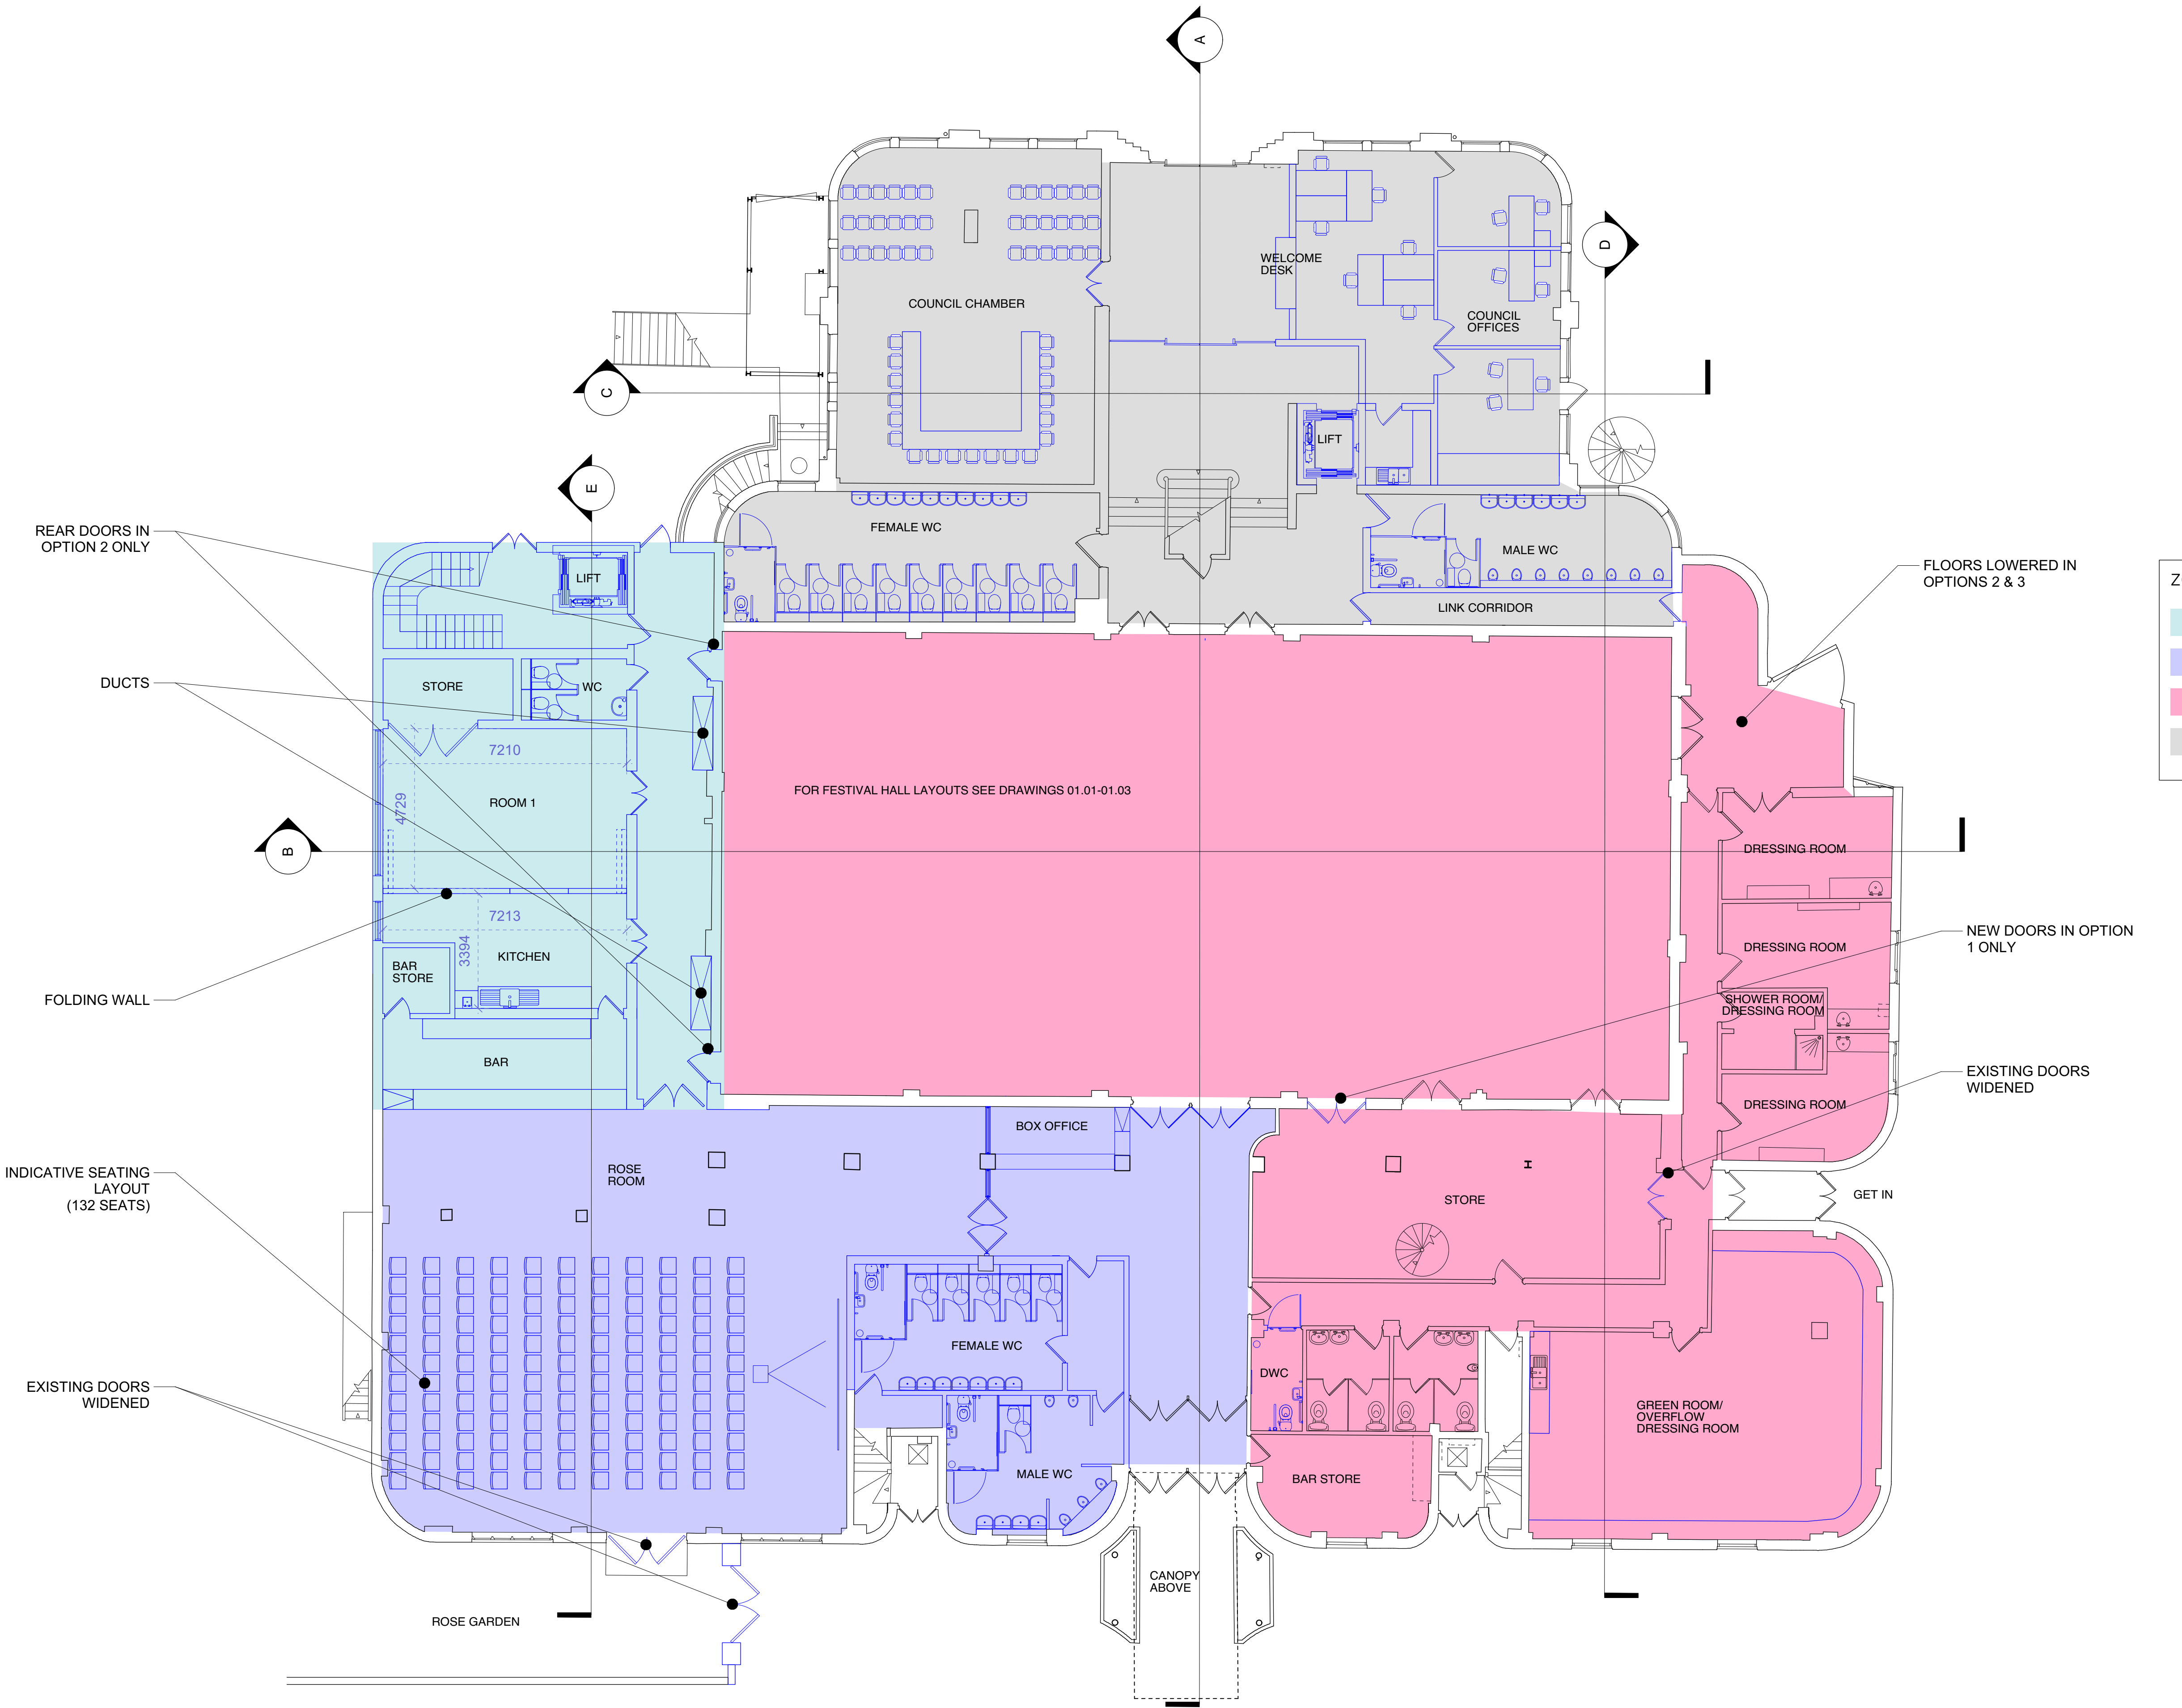 A
WELCOME
DESK
D
COUNCIL CHAMBER
COUNCIL
OFFICES
C
LIFT
E
REAR DOORS IN
OPTION 2 ONLY
FEMALE WC
MALE WC
FLOORS LOWERED IN
OPTIONS 2 & 3
Z
LIFT
LINK CORRIDOR
DUCTS
STORE
WC
7210
4729
ROOM 1
FOR FESTIVAL HALL LAYOUTS SEE DRAWINGS 01.01-01.03
B
DRESSING ROOM
7213
3394
KITCHEN
BAR
STORE
FOLDING WALL
DRESSING ROOM
NEW DOORS IN OPTION
1 ONLY
SHOWER ROOM/
DRESSING ROOM
BAR
EXISTING DOORS
WIDENED
DRESSING ROOM
BOX OFFICE
INDICATIVE SEATING
LAYOUT
(132 SEATS)
ROSE
ROOM
STORE
GET IN
FEMALE WC
DWC
EXISTING DOORS
WIDENED
GREEN ROOM/
OVERFLOW
DRESSING ROOM
MALE WC
BAR STORE
CANOPY
ABOVE
ROSE GARDEN